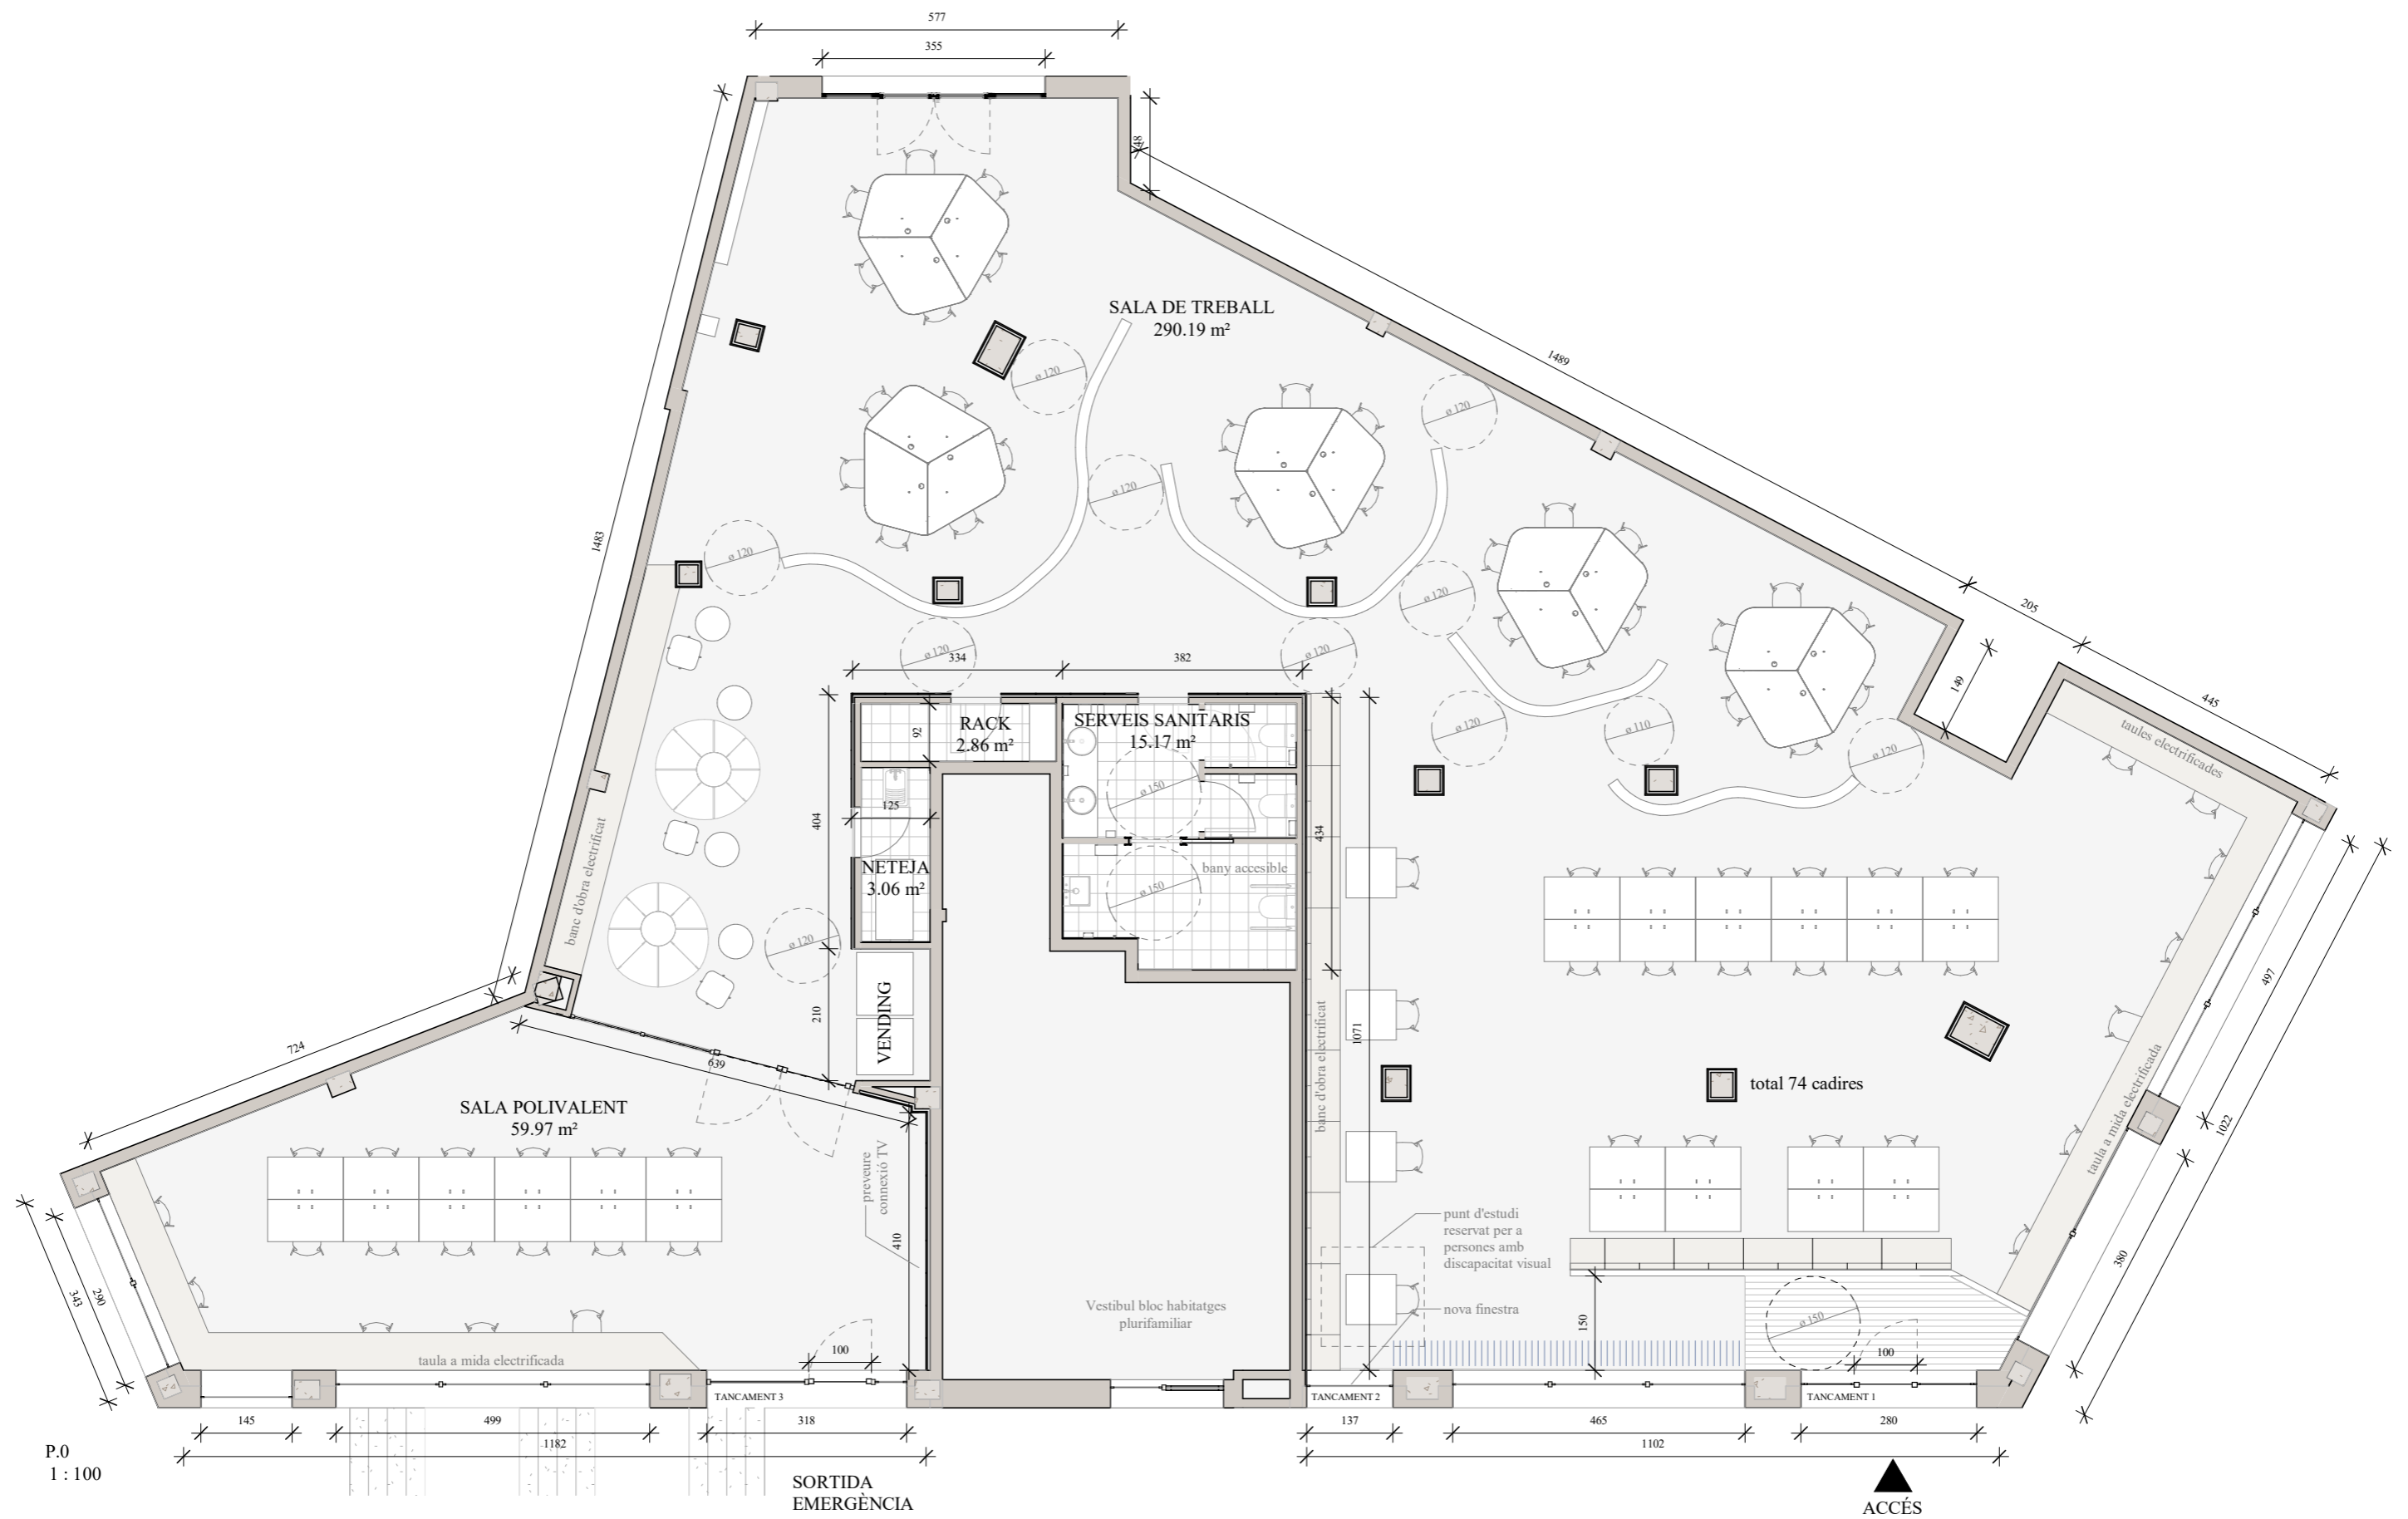 577
355
148
SALA DE TREBALL
290.19 m²
1489
ø 120
ø 120
ø 120
1483
ø 120
ø 120
205
ø 120
334
ø 120
382
149
445
RACK
2.86 m²
92
SERVEIS SANITARIS
15.17 m²
ø 120
ø 110
ø 120
taules electrificades
ø 150
125
404
434
NETEJA
3.06 m²
bany accesible
ø 150
banc d'obra electrificat
ø 120
497
210
VENDING
banc d'obra electrificat
1071
724
639
total 74 cadires
taula a mida electrificada
1022
SALA POLIVALENT
59.97 m²
preveure
connexió TV
410
punt d'estudi
reservat per a
persones amb
discapacitat visual
380
343
290
Vestibul bloc habitatges
plurifamiliar
nova finestra
150
ø 150
taula a mida electrificada
100
100
TANCAMENT 3
TANCAMENT 2
TANCAMENT 1
145
499
318
137
465
280
1182
1102
P.0
1 : 100
SORTIDA
EMERGÈNCIA
ACCÉS